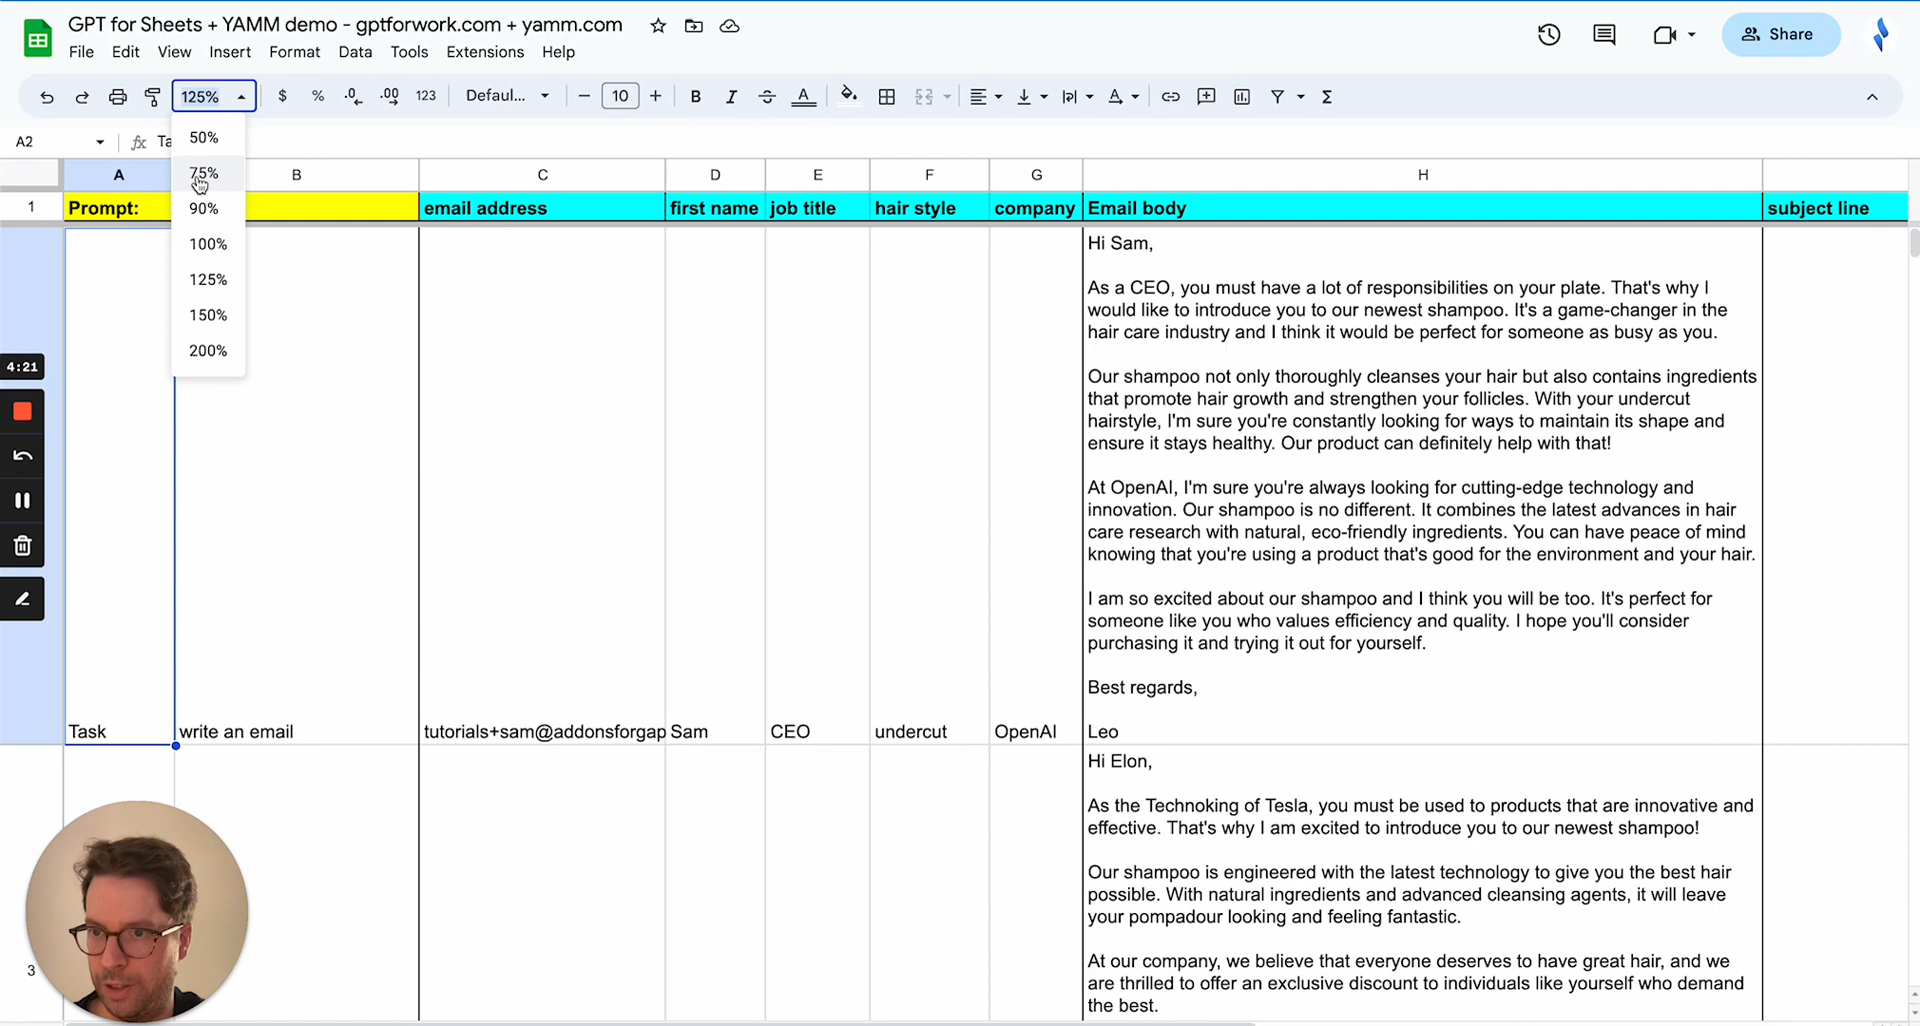 GPT for Sheets + YAMM demo - gptforwork.com + yamm.com
File Edit View Insert Format Data Tools Extensions Help
Share
125% $ % .0 .00 123 Defaul... 10 B I A
A2 fx Ta
50%
75%
90%
100%
125%
150%
200%
A B C D E F G H
1 Prompt: email address first name job title hair style company Email body subject line
Hi Sam,
As a CEO, you must have a lot of responsibilities on your plate. That's why I
would like to introduce you to our newest shampoo. It's a game-changer in the
hair care industry and I think it would be perfect for someone as busy as you.
Our shampoo not only thoroughly cleanses your hair but also contains ingredients
that promote hair growth and strengthen your follicles. With your undercut
hairstyle, I'm sure you're constantly looking for ways to maintain its shape and
ensure it stays healthy. Our product can definitely help with that!
At OpenAI, I'm sure you're always looking for cutting-edge technology and
innovation. Our shampoo is no different. It combines the latest advances in hair
care research with natural, eco-friendly ingredients. You can have peace of mind
knowing that you're using a product that's good for the environment and your hair.
I am so excited about our shampoo and I think you will be too. It's perfect for
someone like you who values efficiency and quality. I hope you'll consider
purchasing it and trying it out for yourself.
Best regards,
4:21
Task write an email tutorials+sam@addonsforgap Sam CEO undercut OpenAI Leo
Hi Elon,
As the Technoking of Tesla, you must be used to products that are innovative and
effective. That's why I am excited to introduce you to our newest shampoo!
Our shampoo is engineered with the latest technology to give you the best hair
possible. With natural ingredients and advanced cleansing agents, it will leave
your pompadour looking and feeling fantastic.
3
At our company, we believe that everyone deserves to have great hair, and we
are thrilled to offer an exclusive discount to individuals like yourself who demand
the best.